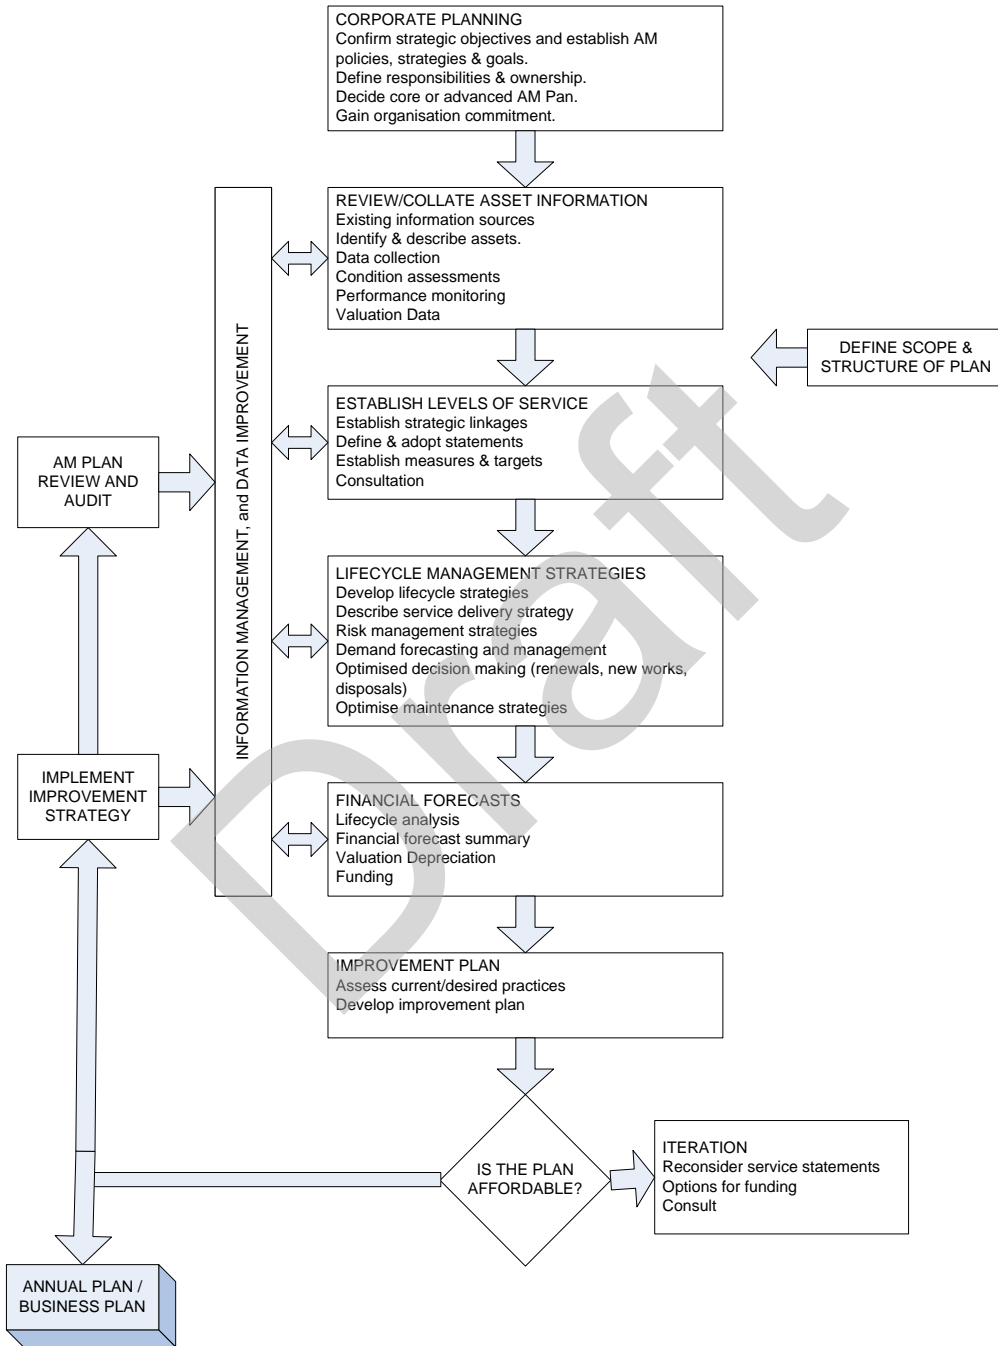 CORPORATE PLANNING
Confirm strategic objectives and establish AM
policies, strategies & goals.
Define responsibilities & ownership.
Decide core or advanced AM Pan.
Gain organisation commitment.
REVIEW/COLLATE ASSET INFORMATION
Existing information sources
Identify & describe assets.
Data collection
Condition assessments
Performance monitoring
Valuation Data
DEFINE SCOPE &
STRUCTURE OF PLAN
INFORMATION MANAGEMENT, and DATA IMPROVEMENT
ESTABLISH LEVELS OF SERVICE
Establish strategic linkages
Define & adopt statements
Establish measures & targets
Consultation
AM PLAN
REVIEW AND
AUDIT
LIFECYCLE MANAGEMENT STRATEGIES
Develop lifecycle strategies
Describe service delivery strategy
Risk management strategies
Demand forecasting and management
Optimised decision making (renewals, new works,
disposals)
Optimise maintenance strategies
IMPLEMENT
IMPROVEMENT
STRATEGY
FINANCIAL FORECASTS
Lifecycle analysis
Financial forecast summary
Valuation Depreciation
Funding
IMPROVEMENT PLAN
Assess current/desired practices
Develop improvement plan
IS THE PLAN
AFFORDABLE?
ITERATION
Reconsider service statements
Options for funding
Consult
ANNUAL PLAN /
BUSINESS PLAN
Draft